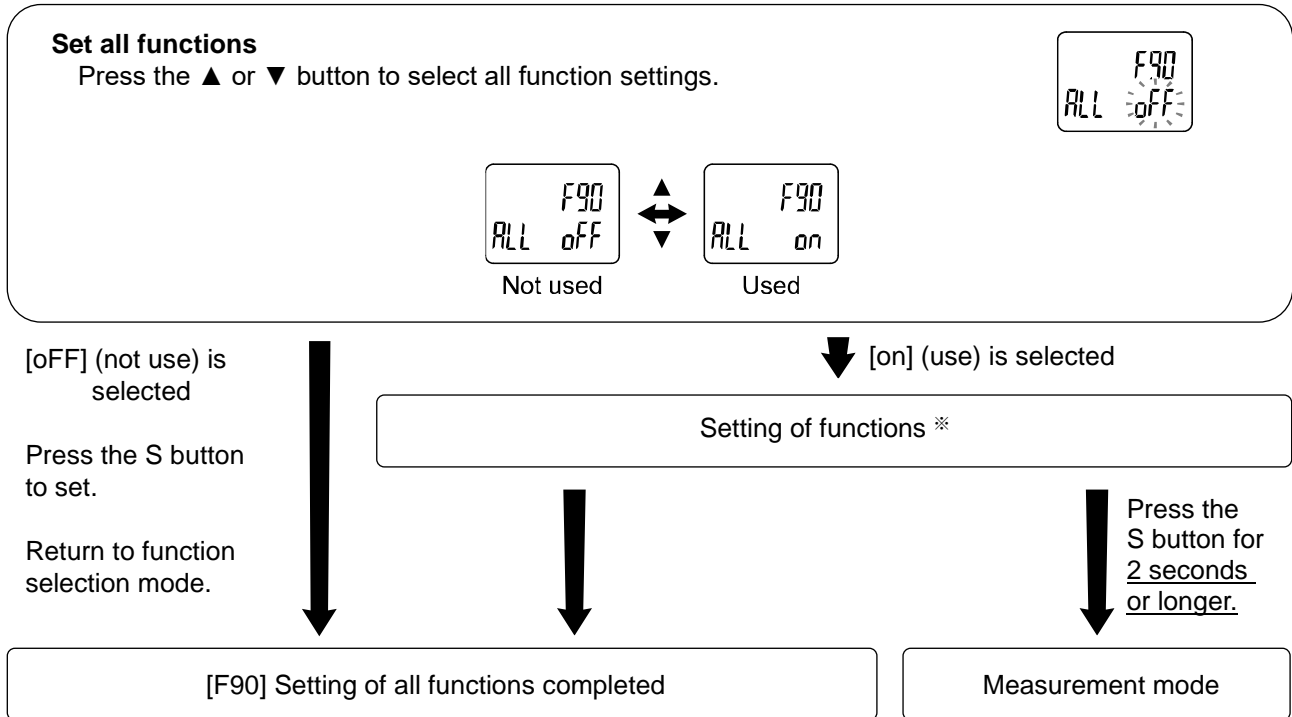 Set all functions
Press the ▲ or ▼ button to select all function settings.
F90
ALL oFF
F90
ALL oFF
Not used
▲
▼
F90
ALL on
Used
[oFF] (not use) is
selected
Press the S button
to set.
Return to function
selection mode.
[on] (use) is selected
Setting of functions ※
Press the
S button for
2 seconds
or longer.
[F90] Setting of all functions completed
Measurement mode